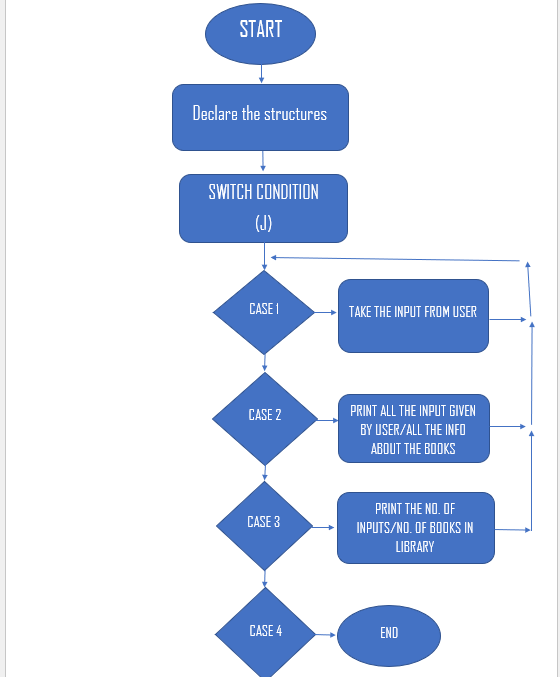 START
Declare the structures
SWITCH CONDITION
(J)
CASE 1
TAKE THE INPUT FROM USER
CASE 2
PRINT ALL THE INPUT GIVEN
BY USER/ALL THE INFO
ABOUT THE BOOKS
CASE 3
PRINT THE NO. OF
INPUTS/NO. OF BOOKS IN
LIBRARY
CASE 4
END